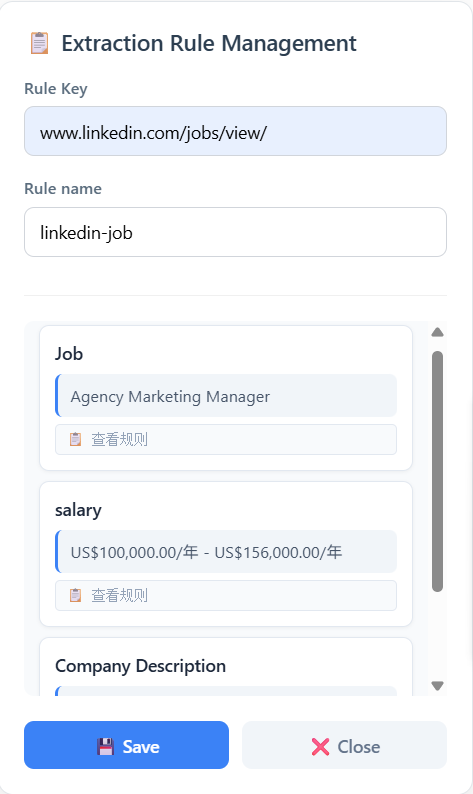 Extraction Rule Management
Rule Key
www.linkedin.com/jobs/view/
Rule name
linkedin-job
Job
Agency Marketing Manager
查看规则
salary
US$100,000.00/年 - US$156,000.00/年
查看规则
Company Description
Save
Close